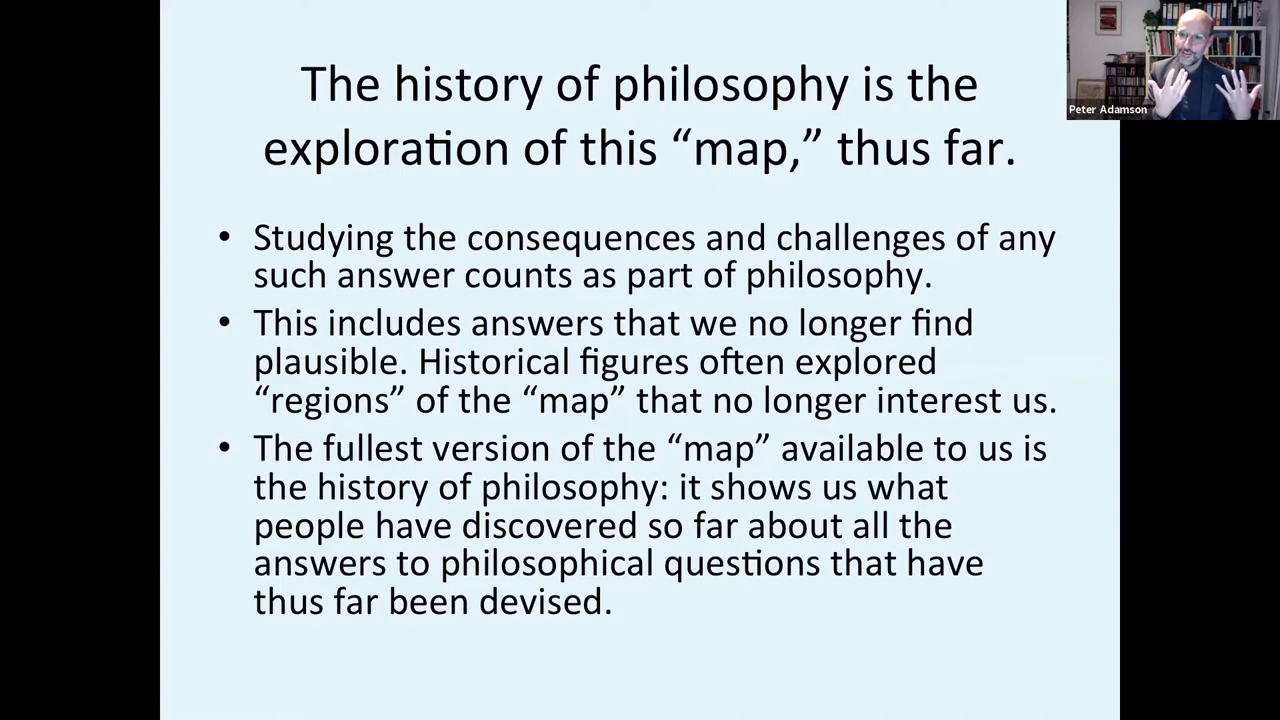 The history of philosophy is the
exploration of this “map,” thus far.
• Studying the consequences and challenges of any
such answer counts as part of philosophy.
• This includes answers that we no longer find
plausible. Historical figures often explored
“regions” of the “map” that no longer interest us.
• The fullest version of the “map” available to us is
the history of philosophy: it shows us what
people have discovered so far about all the
answers to philosophical questions that have
thus far been devised.
Peter Adamson